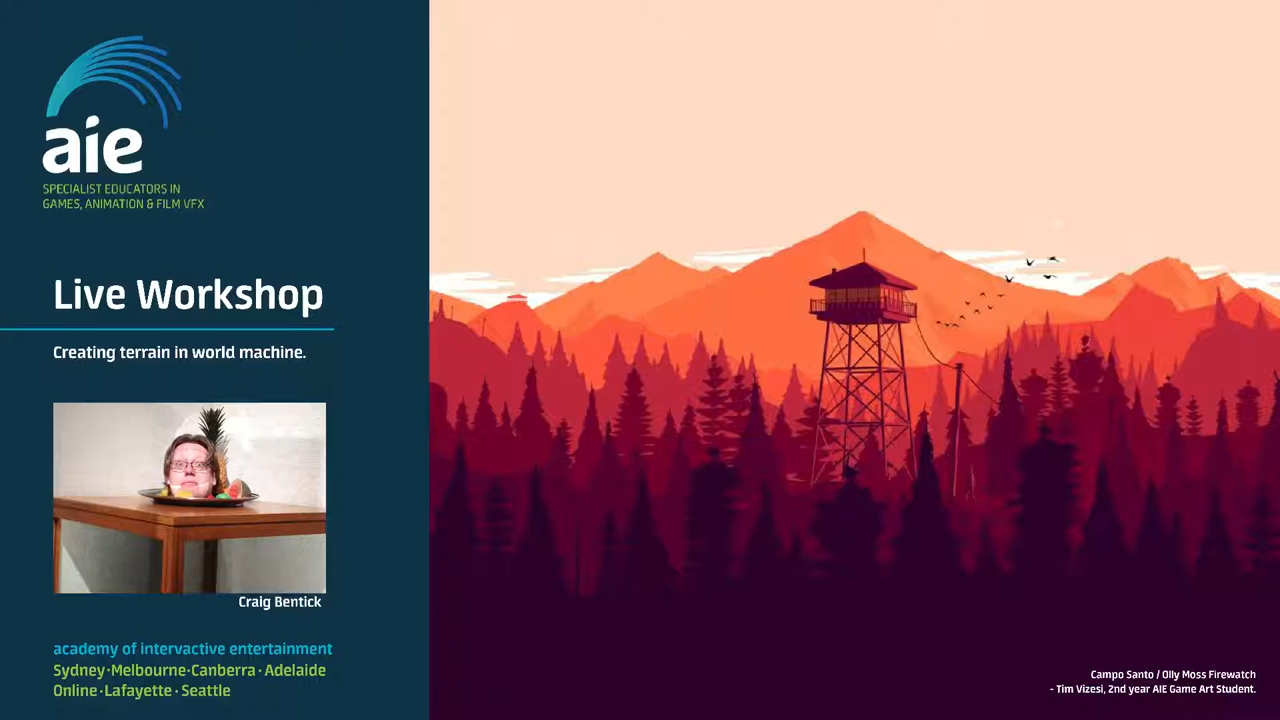 aie
SPECIALIST EDUCATORS IN
GAMES, ANIMATION & FILM VFX
Live Workshop
Creating terrain in world machine.
Craig Bentick
academy of intervactive entertainment
Sydney·Melbourne·Canberra · Adelaide
Online·Lafayette · Seattle
Campo Santo / Olly Moss Firewatch
- Tim Vizesi, 2nd year AIE Game Art Student.